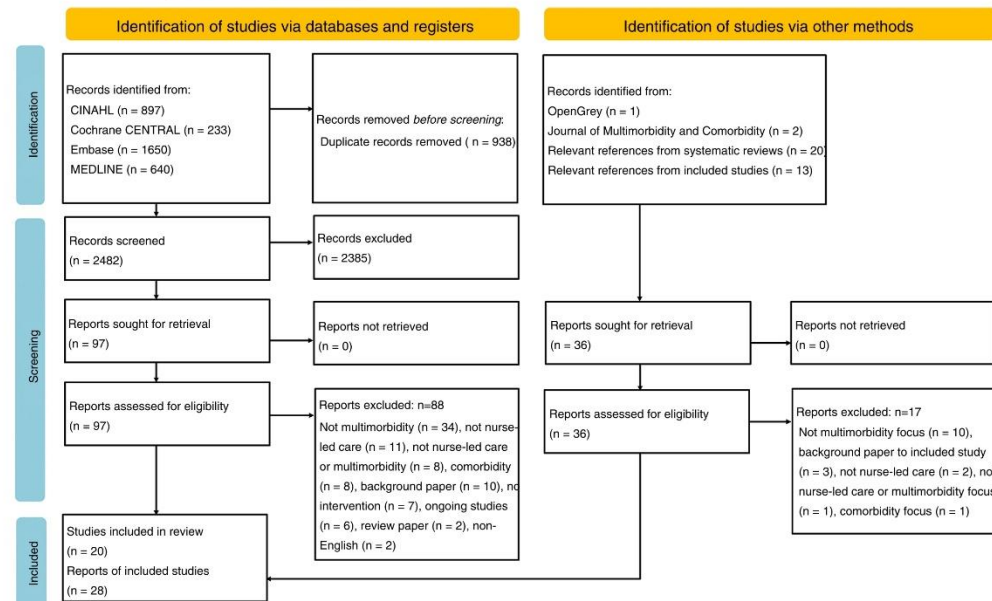 Identification of studies via databases and registers
Identification of studies via other methods
Identification
Records identified from:
CINAHL (n = 897)
Cochrane CENTRAL (n = 233)
Embase (n = 1650)
MEDLINE (n = 640)
Records removed before screening:
Duplicate records removed ( n = 938)
Records identified from:
OpenGrey (n = 1)
Journal of Multimorbidity and Comorbidity (n = 2)
Relevant references from systematic reviews (n = 20)
Relevant references from included studies (n = 13)
Screening
Records screened
(n = 2482)
Records excluded
(n = 2385)
Reports sought for retrieval
(n = 97)
Reports not retrieved
(n = 0)
Reports sought for retrieval
(n = 36)
Reports not retrieved
(n = 0)
Reports assessed for eligibility
(n = 97)
Reports excluded: n=88
Not multimorbidity (n = 34), not nurse-
led care (n = 11), not nurse-led care
or multimorbidity (n = 8), comorbidity
(n = 8), background paper (n = 10), no
intervention (n = 7), ongoing studies
(n = 6), review paper (n = 2), non-
English (n = 2)
Reports assessed for eligibility
(n = 36)
Reports excluded: n=17
Not multimorbidity focus (n = 10),
background paper to included study
(n = 3), not nurse-led care (n = 2), no
nurse-led care or multimorbidity focus
(n = 1), comorbidity focus (n = 1)
Included
Studies included in review
(n = 20)
Reports of included studies
(n = 28)